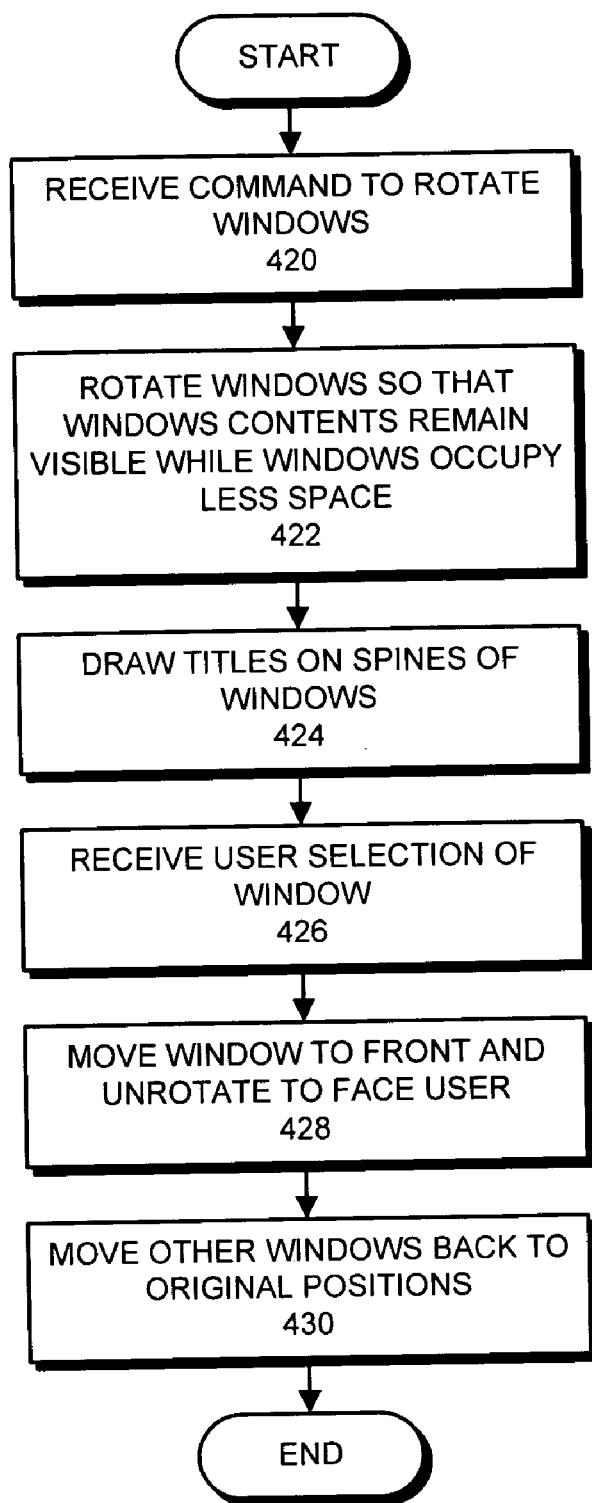 START
RECEIVE COMMAND TO ROTATE
WINDOWS
420
ROTATE WINDOWS SO THAT
WINDOWS CONTENTS REMAIN
VISIBLE WHILE WINDOWS OCCUPY
LESS SPACE
422
DRAW TITLES ON SPINES OF
WINDOWS
424
RECEIVE USER SELECTION OF
WINDOW
426
MOVE WINDOW TO FRONT AND
UNROTATE TO FACE USER
428
MOVE OTHER WINDOWS BACK TO
ORIGINAL POSITIONS
430
END